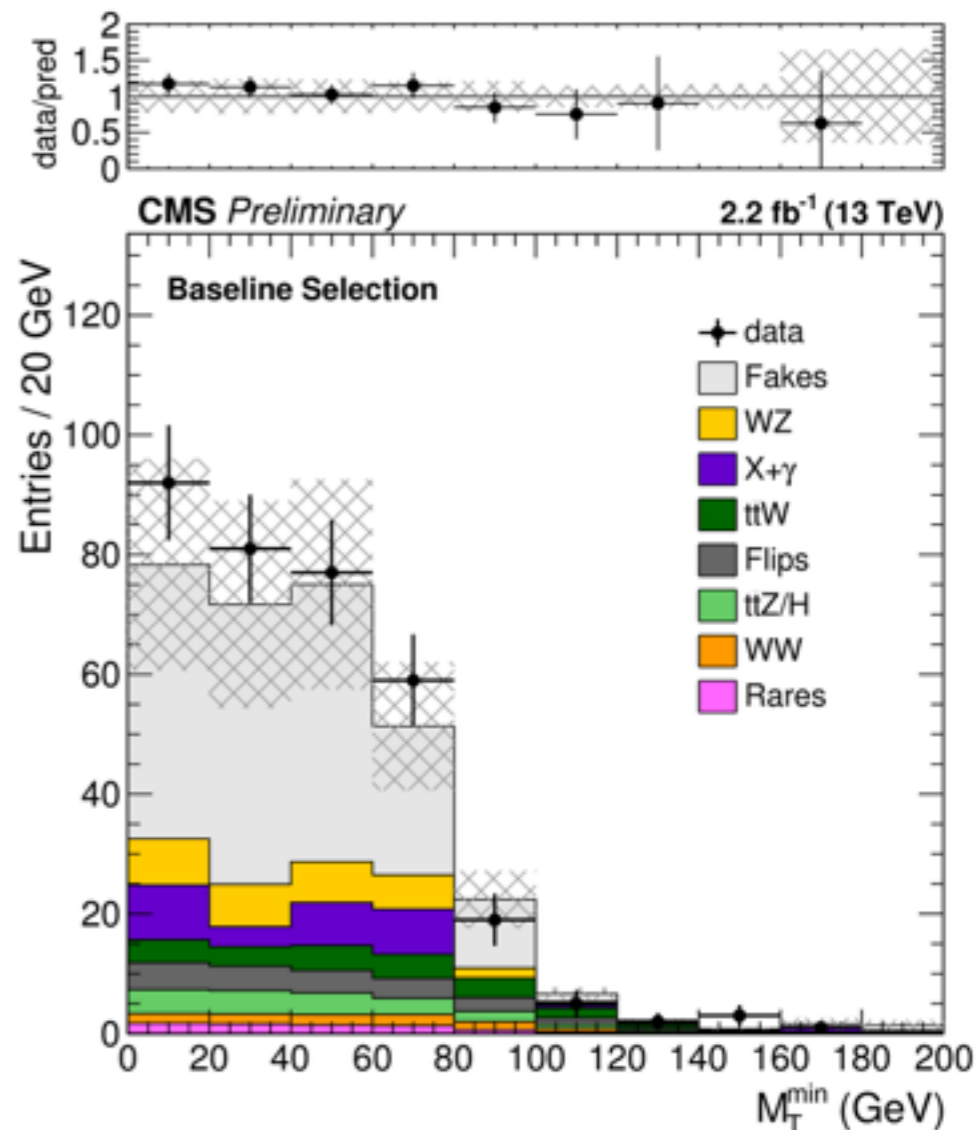 2
1.5
1
0.5
0
data/pred
CMS Preliminary 2.2 fb⁻¹ (13 TeV)
Baseline Selection
Entries / 20 GeV
120
100
80
60
40
20
0
data
Fakes
WZ
X+γ
ttW
Flips
ttZ/H
WW
Rares
0 20 40 60 80 100 120 140 160 180 200
M_T^min (GeV)